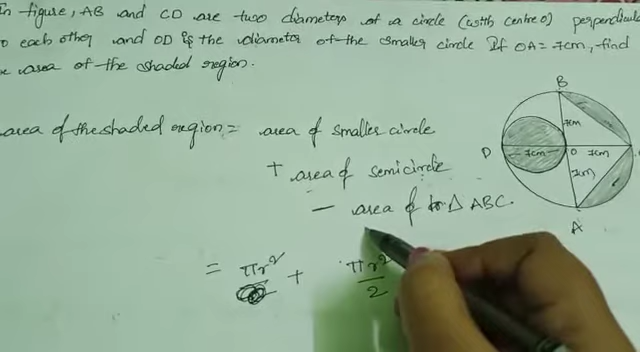 In figure, AB and CD are two diameters of a circle (with centre O) perpendicula
to each other and OD is the diameter of the smaller circle If OA = 7cm, find
area of the shaded region.
area of the shaded region = area of smaller circle
+ area of semicircle
- area of Δ ABC.
= πr² + πr²/2
B
7cm
D 7cm O 7cm
7cm
A